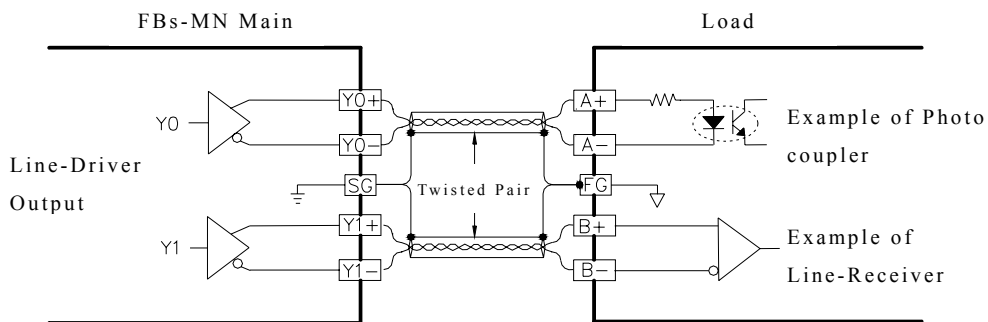 FBs-MN Main
Load
Y0
Y0+
Y0-
A+
A-
Example of Photo
coupler
Line-Driver
Output
SG
Twisted Pair
FG
Y1
Y1+
Y1-
B+
B-
Example of
Line-Receiver